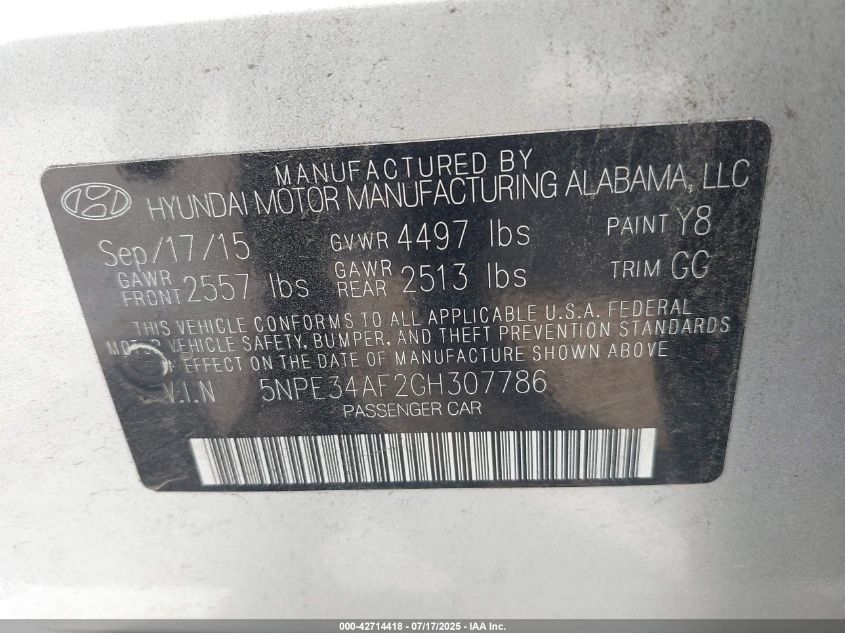 MANUFACTURED BY
HYUNDAI MOTOR MANUFACTURING ALABAMA, LLC
Sep/17/15 GVWR 4497 lbs PAINT Y8
GAWR FRONT 2557 lbs GAWR REAR 2513 lbs TRIM GG
THIS VEHICLE CONFORMS TO ALL APPLICABLE U.S.A. FEDERAL
MOTOR VEHICLE SAFETY, BUMPER, AND THEFT PREVENTION STANDARDS
IN EFFECT ON THE DATE OF MANUFACTURE SHOWN ABOVE.
V.I.N 5NPE34AF2GH307786
PASSENGER CAR
000-42714418 - 07/17/2025 - IAA Inc.